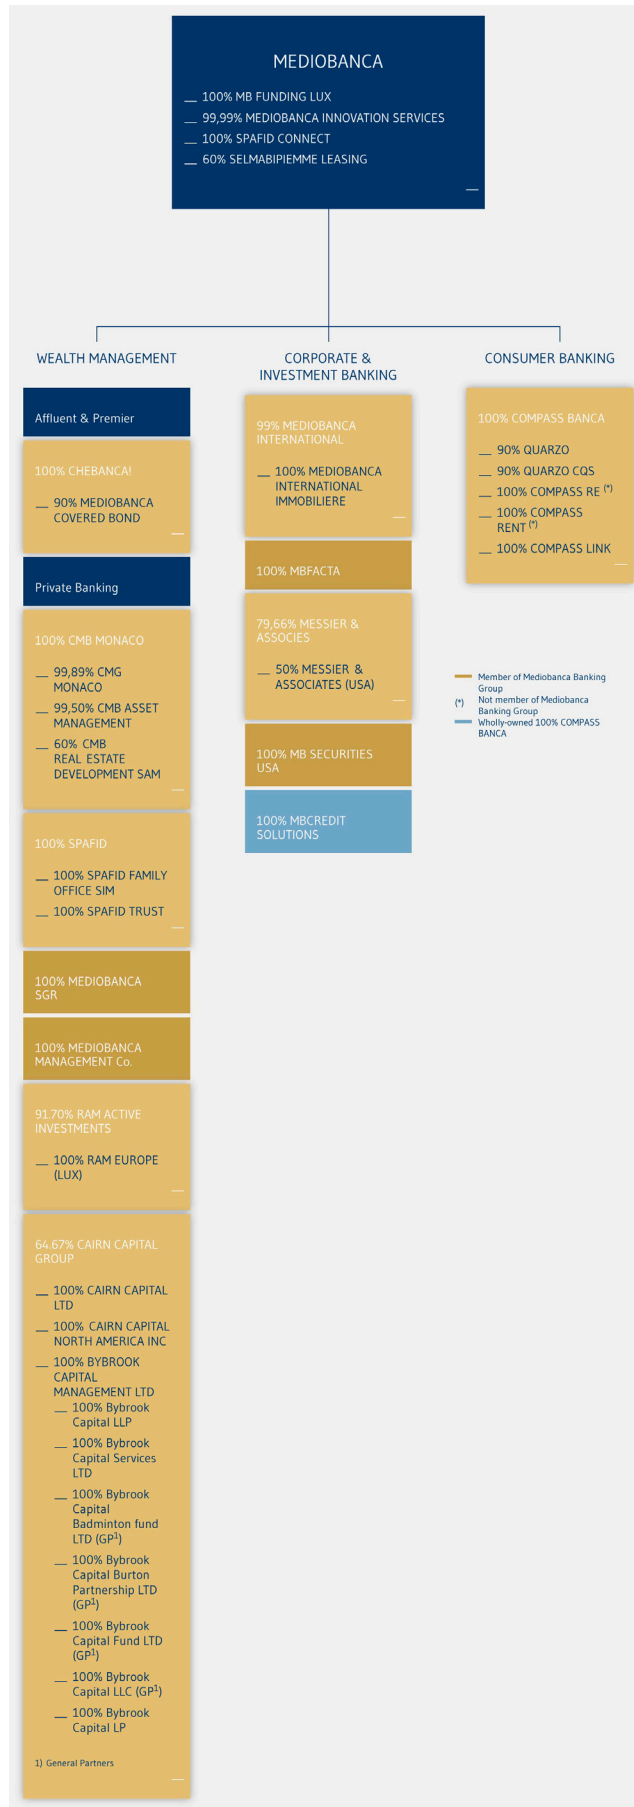 MEDIOBANCA
100% MB FUNDING LUX
99,99% MEDIOBANCA INNOVATION SERVICES
100% SPAFID CONNECT
60% SELMABIPIEMME LEASING
WEALTH MANAGEMENT
Affluent & Premier
100% CHEBANCA!
90% MEDIOBANCA
COVERED BOND
Private Banking
100% CMB MONACO
99,89% CMG
MONACO
99,50% CMB ASSET
MANAGEMENT
60% CMB
REAL ESTATE
DEVELOPMENT SAM
100% SPAFID
100% SPAFID FAMILY
OFFICE SIM
100% SPAFID TRUST
100% MEDIOBANCA
SGR
100% MEDIOBANCA
MANAGEMENT Co.
91.70% RAM ACTIVE
INVESTMENTS
100% RAM EUROPE
(LUX)
64.67% CAIRN CAPITAL
GROUP
100% CAIRN CAPITAL
LTD
100% CAIRN CAPITAL
NORTH AMERICA INC
100% BYBROOK
CAPITAL
MANAGEMENT LTD
100% Bybrook
Capital LLP
100% Bybrook
Capital Services
LTD
100% Bybrook
Capital
Badminton fund
LTD (GP¹)
100% Bybrook
Capital Burton
Partnership LTD
(GP¹)
100% Bybrook
Capital Fund LTD
(GP¹)
100% Bybrook
Capital LLC (GP¹)
100% Bybrook
Capital LP
1) General Partners
CORPORATE &
INVESTMENT BANKING
99% MEDIOBANCA
INTERNATIONAL
100% MEDIOBANCA
INTERNATIONAL
IMMOBILIERE
100% MBFACTA
79,66% MESSIER &
ASSOCIES
50% MESSIER &
ASSOCIATES (USA)
100% MB SECURITIES
USA
100% MBCREDIT
SOLUTIONS
CONSUMER BANKING
100% COMPASS BANCA
90% QUARZO
90% QUARZO CQS
100% COMPASS RE (*)
100% COMPASS
RENT (*)
100% COMPASS LINK
Member of Mediobanca Banking
Group
(*) Not member of Mediobanca
Banking Group
Wholly-owned 100% COMPASS
BANCA